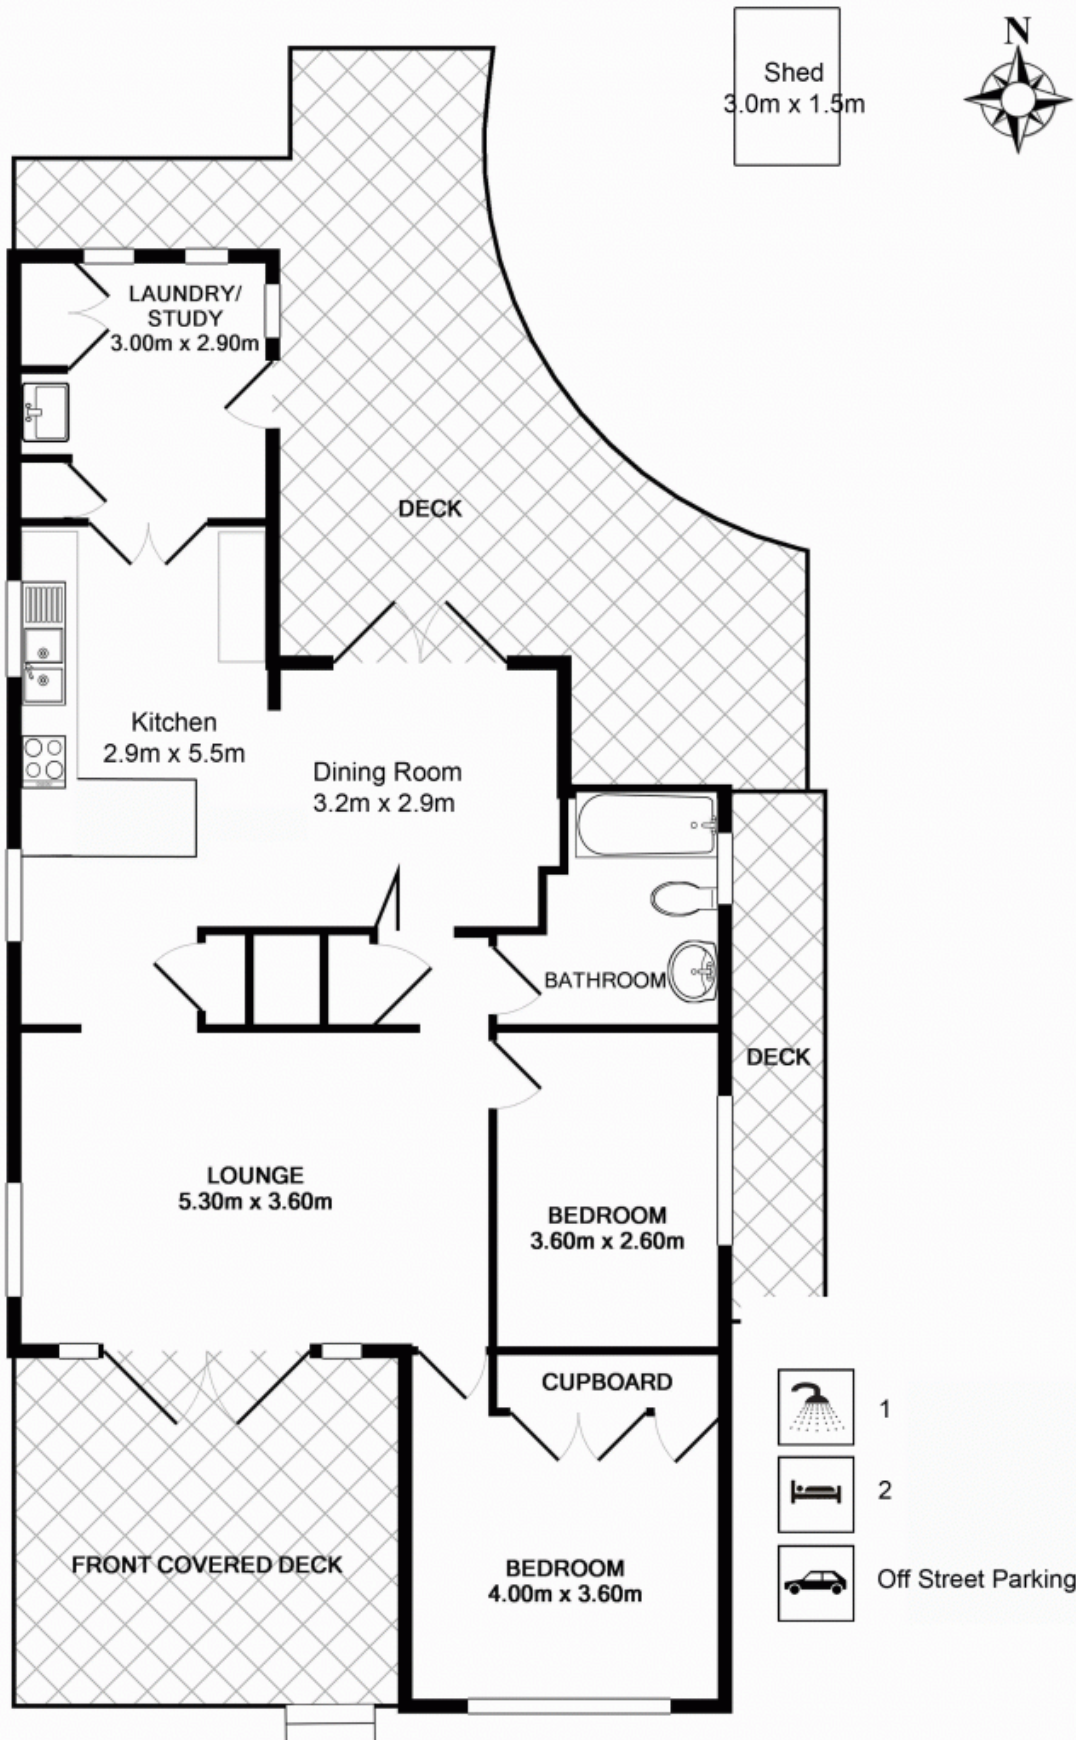 Shed
3.0m x 1.5m
N
LAUNDRY/
STUDY
3.00m x 2.90m
DECK
Kitchen
2.9m x 5.5m
Dining Room
3.2m x 2.9m
BATHROOM
DECK
LOUNGE
5.30m x 3.60m
BEDROOM
3.60m x 2.60m
CUPBOARD
1
2
FRONT COVERED DECK
BEDROOM
4.00m x 3.60m
Off Street Parking